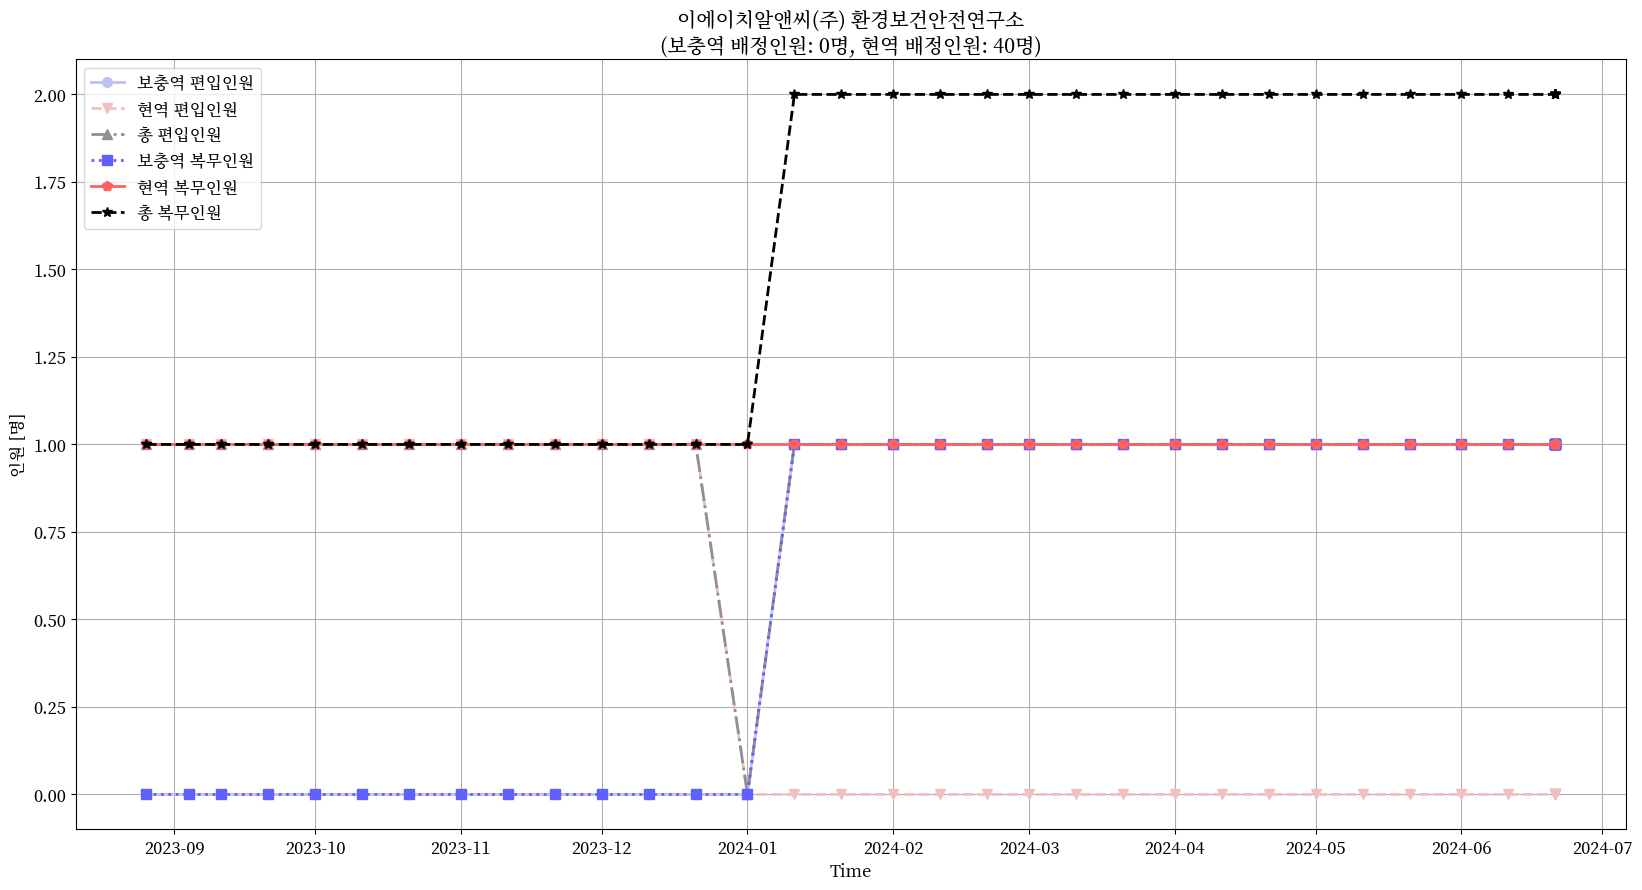 이에이치알앤씨(주) 환경보건안전연구소
(보충역 배정인원: 0명, 현역 배정인원: 40명)
보충역 편입인원
현역 편입인원
총 편입인원
보충역 복무인원
현역 복무인원
총 복무인원
2.00
1.75
1.50
1.25
1.00
0.75
0.50
0.25
0.00
인원 [명]
2023-09 2023-10 2023-11 2023-12 2024-01 2024-02 2024-03 2024-04 2024-05 2024-06 2024-07
Time